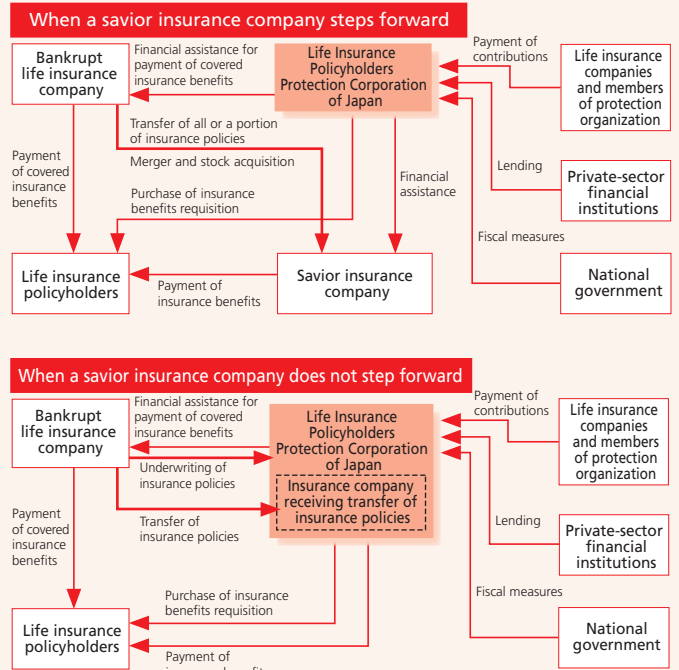 When a savior insurance company steps forward
Bankrupt
life insurance
company
Financial assistance for
payment of covered
insurance benefits
Life Insurance
Policyholders
Protection Corporation
of Japan
Payment of
contributions
Life insurance
companies
and members
of protection
organization
Transfer of all or a portion
of insurance policies
Merger and stock acquisition
Payment
of covered
insurance
benefits
Purchase of insurance
benefits requisition
Financial
assistance
Lending
Private-sector
financial
institutions
Fiscal measures
Life insurance
policyholders
Payment of
insurance benefits
Savior insurance
company
National
government
When a savior insurance company does not step forward
Bankrupt
life insurance
company
Financial assistance for
payment of covered
insurance benefits
Life Insurance
Policyholders
Protection Corporation
of Japan
Payment of
contributions
Life insurance
companies
and members
of protection
organization
Underwriting of
insurance policies
Insurance company
receiving transfer of
insurance policies
Payment
of covered
insurance
benefits
Transfer of
insurance policies
Lending
Private-sector
financial
institutions
Purchase of insurance
benefits requisition
Fiscal measures
Life insurance
policyholders
Payment of
National
government